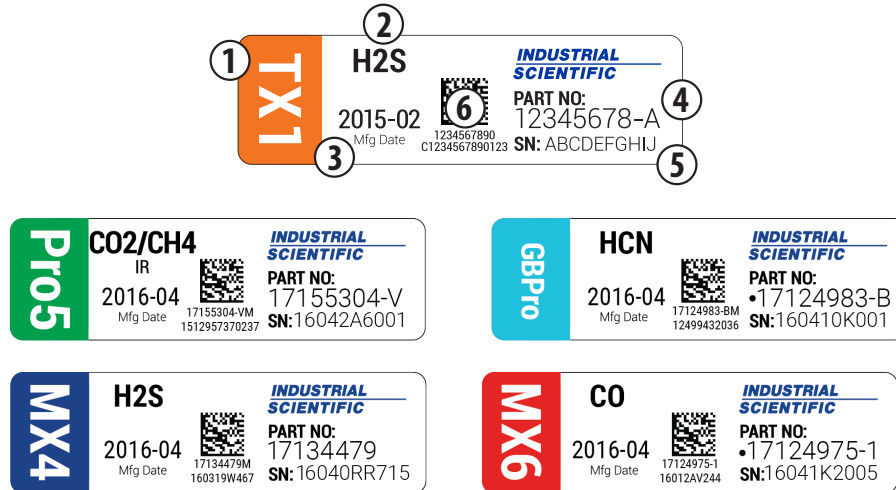 1
2
TX1
H2S
INDUSTRIAL
SCIENTIFIC
6
4
PART NO:
12345678-A
2015-02
Mfg Date
1234567890
C1234567890123
SN: ABCDEFGHIJ
3
5
Pro5
CO2/CH4
IR
2016-04
Mfg Date
17155304-VM
1512957370237
INDUSTRIAL
SCIENTIFIC
PART NO:
17155304-V
SN:16042A6001
GBPro
HCN
2016-04
Mfg Date
17124983-BM
12499432036
INDUSTRIAL
SCIENTIFIC
PART NO:
•17124983-B
SN:160410K001
MX4
H2S
2016-04
Mfg Date
17134479M
160319W467
INDUSTRIAL
SCIENTIFIC
PART NO:
17134479
SN:16040RR715
MX6
CO
2016-04
Mfg Date
17124975-1
16012AV244
INDUSTRIAL
SCIENTIFIC
PART NO:
•17124975-1
SN:16041K2005